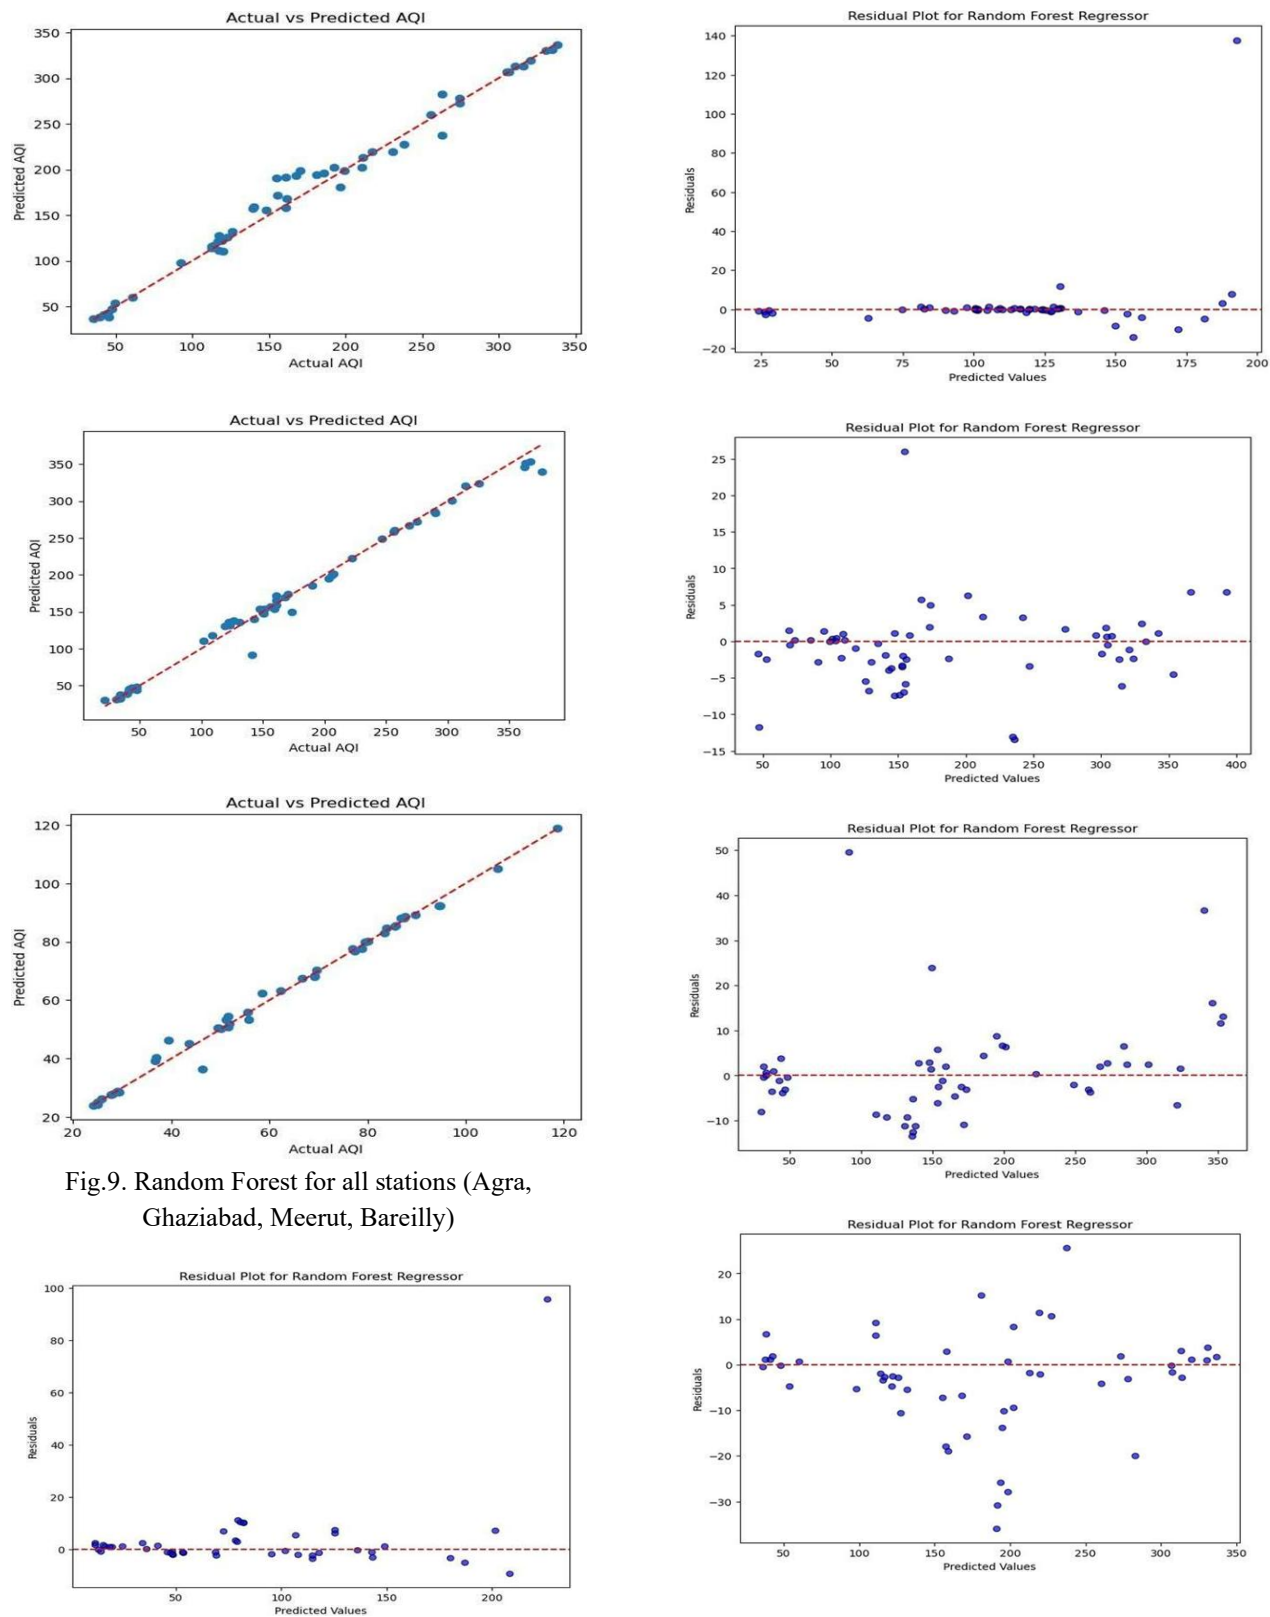 Actual vs Predicted AQI
350
300
250
200
150
100
50
Predicted AQI
50 100 150 200 250 300 350
Actual AQI
Actual vs Predicted AQI
350
300
250
200
150
100
50
Predicted AQI
50 100 150 200 250 300 350
Actual AQI
Actual vs Predicted AQI
120
100
80
60
40
20
Predicted AQI
20 40 60 80 100 120
Actual AQI
Fig.9. Random Forest for all stations (Agra,
Ghaziabad, Meerut, Bareilly)
Residual Plot for Random Forest Regressor
100
80
60
40
20
0
Residuals
50 100 150 200
Predicted Values
Residual Plot for Random Forest Regressor
140
120
100
80
60
40
20
0
−20
Residuals
25 50 75 100 125 150 175 200
Predicted Values
Residual Plot for Random Forest Regressor
25
20
15
10
5
0
−5
−10
−15
Residuals
50 100 150 200 250 300 350 400
Predicted Values
Residual Plot for Random Forest Regressor
50
40
30
20
10
0
−10
Residuals
50 100 150 200 250 300 350
Predicted Values
Residual Plot for Random Forest Regressor
20
10
0
−10
−20
−30
Residuals
50 100 150 200 250 300 350
Predicted Values